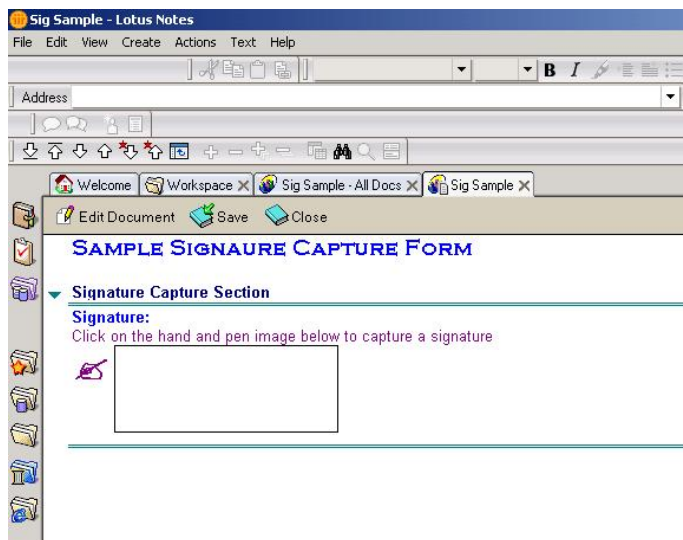 Sig Sample - Lotus Notes
File Edit View Create Actions Text Help
B I
Address
Welcome Workspace Sig Sample - All Docs Sig Sample
Edit Document Save Close
SAMPLE SIGNAURE CAPTURE FORM
Signature Capture Section
Signature:
Click on the hand and pen image below to capture a signature